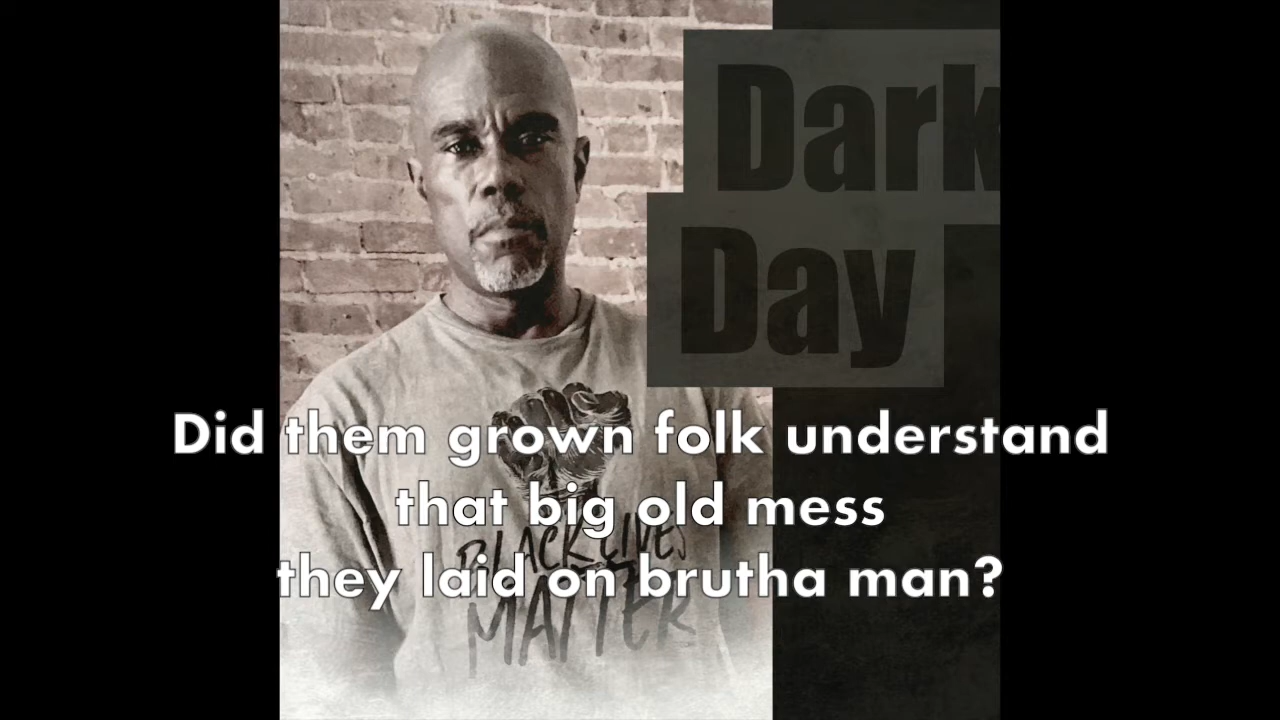 Dark
Day
Did them grown folk understand
that big old mess
they laid on brutha man?
BLACK LIVES
MATTER